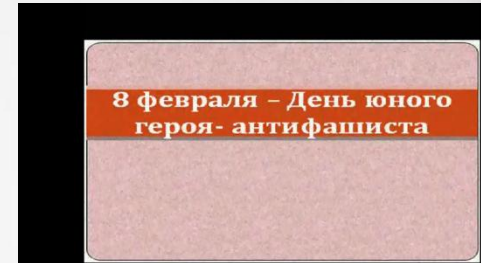 8 февраля – День юного
героя- антифашиста